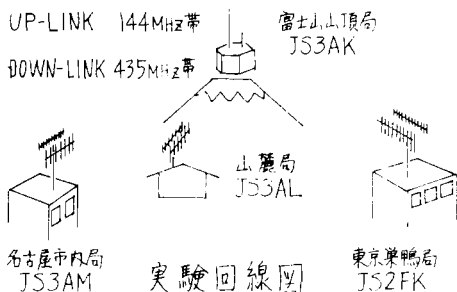 UP-LINK 144MHz帯
DOWN-LINK 435MHz帯
富士山山頂局
JS3AK
山麓局
JS3AL
名古屋市内局
JS3AM
実験回線図
東京巣鴨局
JS2FK